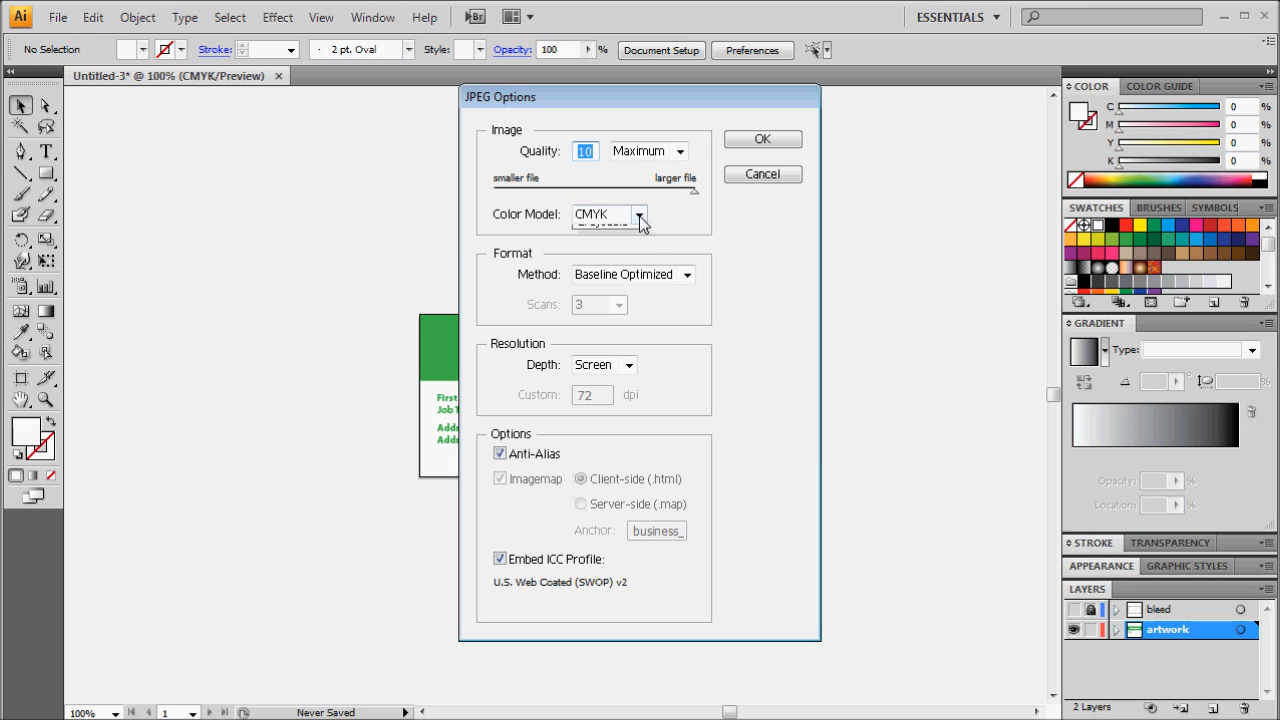 Ai File Edit Object Type Select Effect View Window Help Br ESSENTIALS
No Selection Stroke: 2 pt. Oval Style: Opacity: 100 % Document Setup Preferences
Untitled-3* @ 100% (CMYK/Preview)
JPEG Options
Image
Quality: 10 Maximum
smaller file larger file
Color Model: CMYK
Format
Method: Baseline Optimized
Scans: 3
Resolution
Depth: Screen
Custom: 72 dpi
Options
Anti-Alias
Imagemap Client-side (.html)
Server-side (.map)
Anchor: business_
Embed ICC Profile:
U.S. Web Coated (SWOP) v2
OK
Cancel
First
Job T
Addr
Addr
COLOR COLOR GUIDE
C 0 %
M 0 %
Y 0 %
K 0 %
SWATCHES BRUSHES SYMBOLS
GRADIENT
Type:
Opacity: %
Location: %
STROKE TRANSPARENCY
APPEARANCE GRAPHIC STYLES
LAYERS
bleed
artwork
2 Layers
100% 1 Never Saved